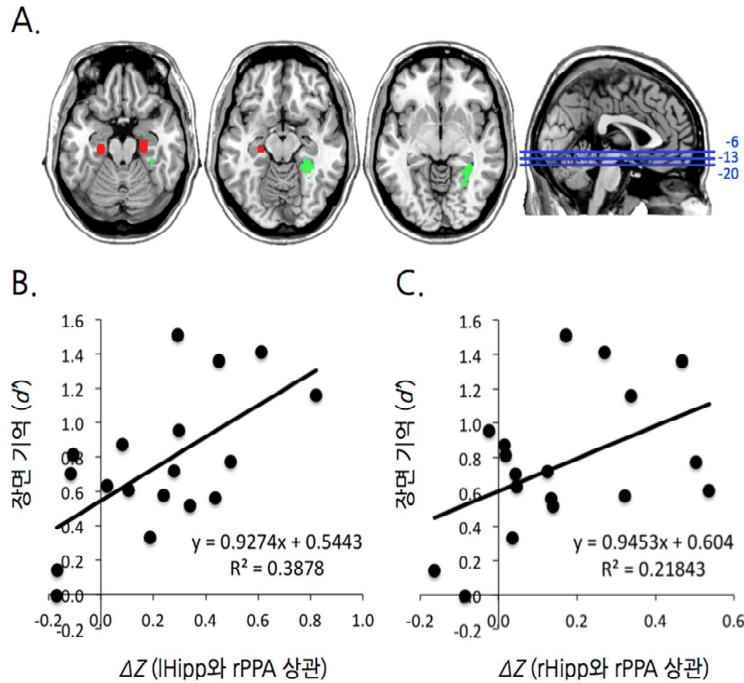 A.
-6
-13
-20
B.
1.6
1.4
1.2
1.0
0.8
0.6
0.4
0.2
0.0
-0.2
장면 기억 (d')
y = 0.9274x + 0.5443
R² = 0.3878
-0.2 0.0 0.2 0.4 0.6 0.8 1.0
ΔZ (lHipp와 rPPA 상관)
C.
1.6
1.4
1.2
1.0
0.8
0.6
0.4
0.2
0.0
-0.2
장면 기억 (d')
y = 0.9453x + 0.604
R² = 0.21843
-0.2 0.0 0.2 0.4 0.6
ΔZ (rHipp와 rPPA 상관)